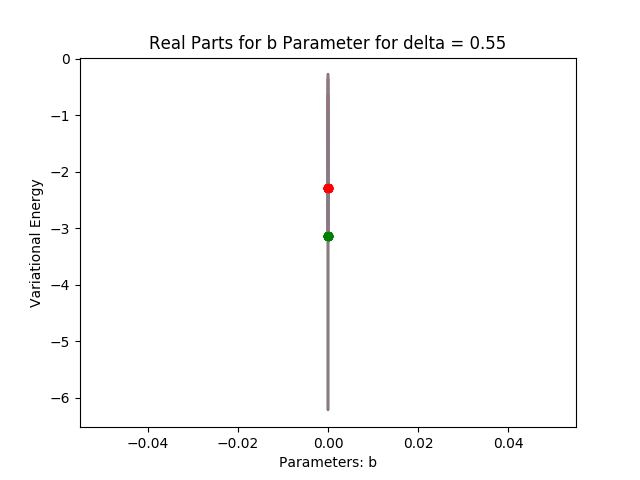 Real Parts for b Parameter for delta = 0.55
Variational Energy
0
−1
−2
−3
−4
−5
−6
−0.04 −0.02 0.00 0.02 0.04
Parameters: b